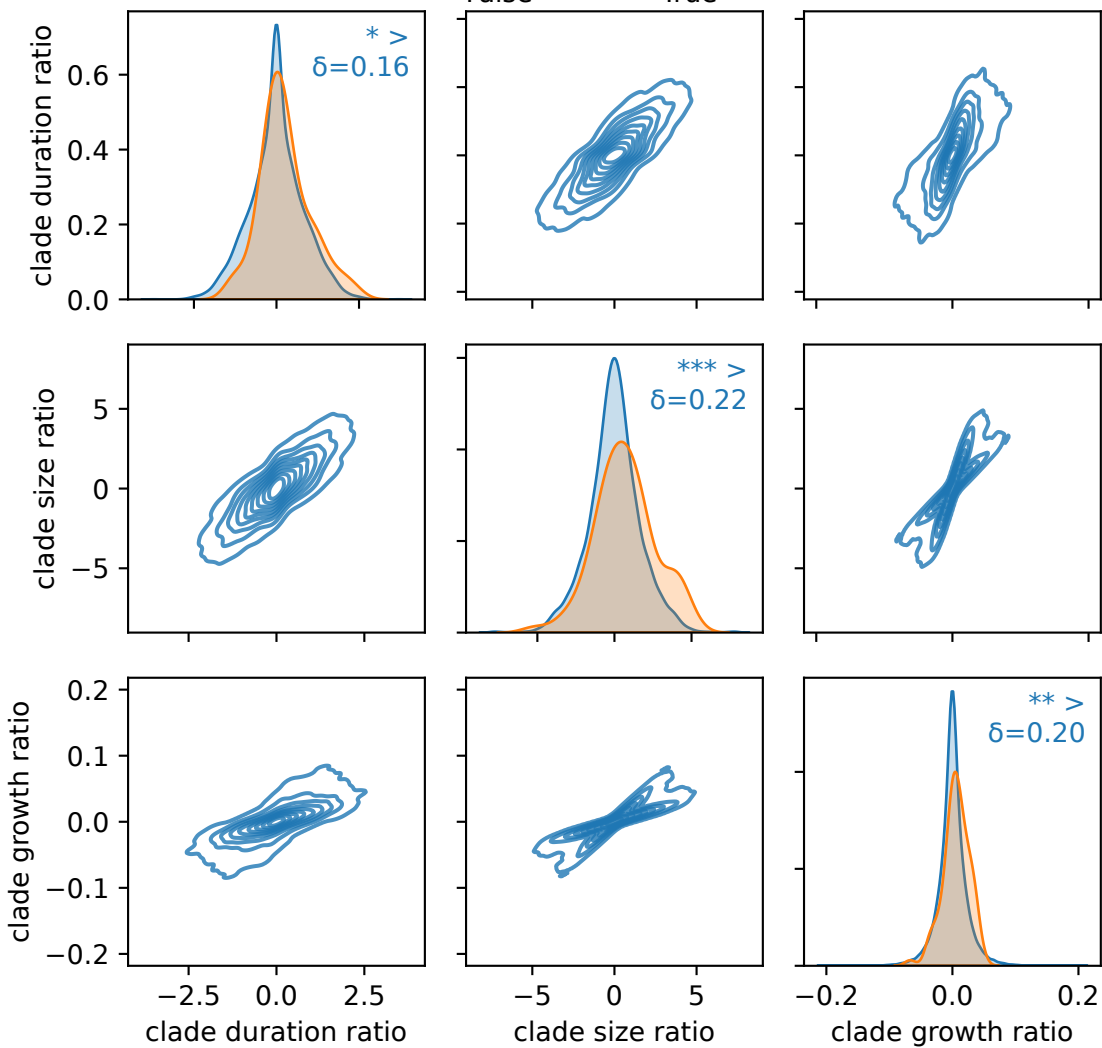 clade duration ratio
0.6
0.4
0.2
0.0
* >
δ=0.16
clade size ratio
5
0
−5
*** >
δ=0.22
clade growth ratio
0.2
0.1
0.0
−0.1
−0.2
** >
δ=0.20
−2.5 0.0 2.5
−5 0 5
−0.2 0.0 0.2
clade duration ratio
clade size ratio
clade growth ratio